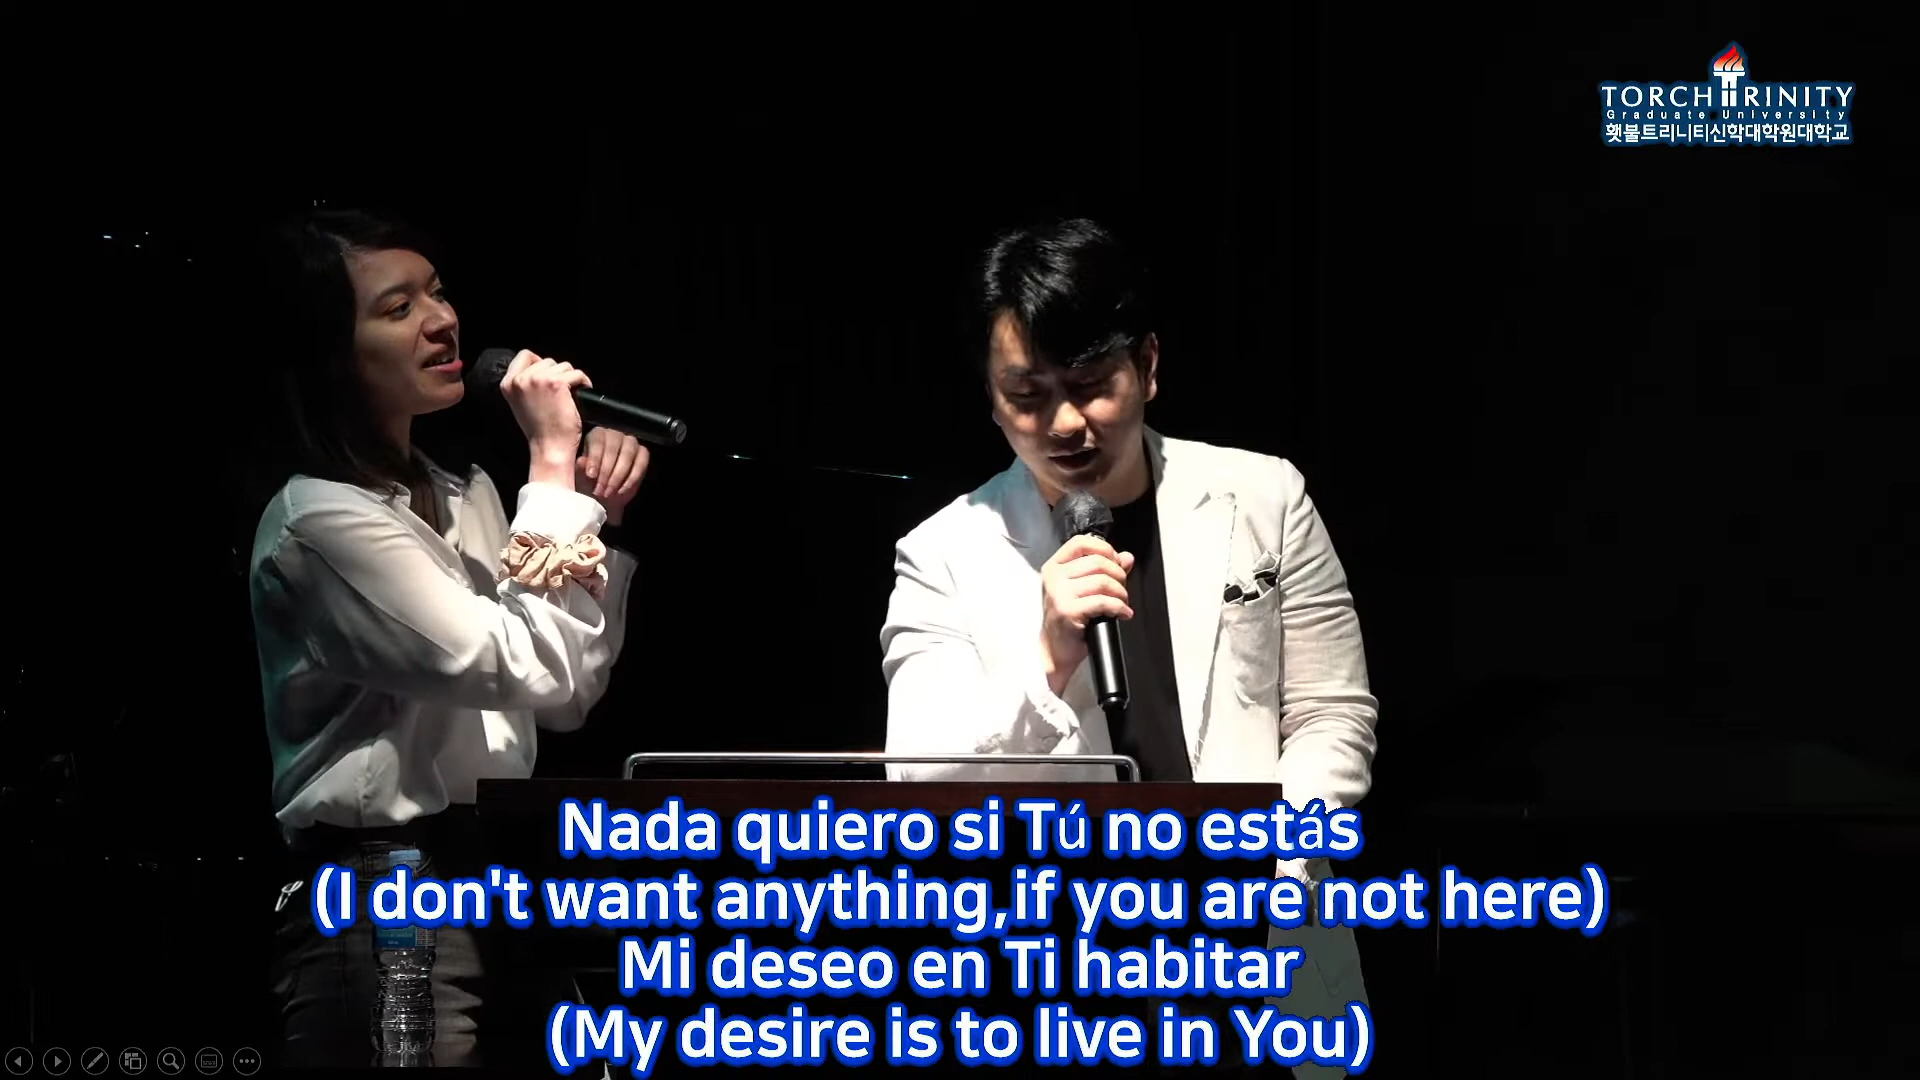 TORCH TRINITY
Graduate University
횃불트리니티신학대학원대학교
Nada quiero si Tú no estás
(I don't want anything,if you are not here)
Mi deseo en Ti habitar
(My desire is to live in You)